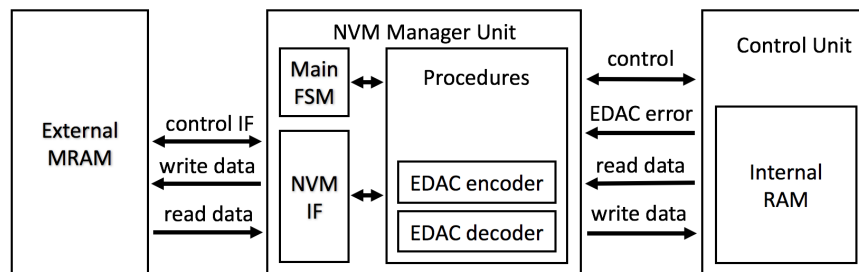 NVM Manager Unit
Control Unit
Main
FSM
Procedures
control
External
MRAM
control IF
EDAC error
write data
NVM
IF
EDAC encoder
read data
Internal
RAM
read data
EDAC decoder
write data